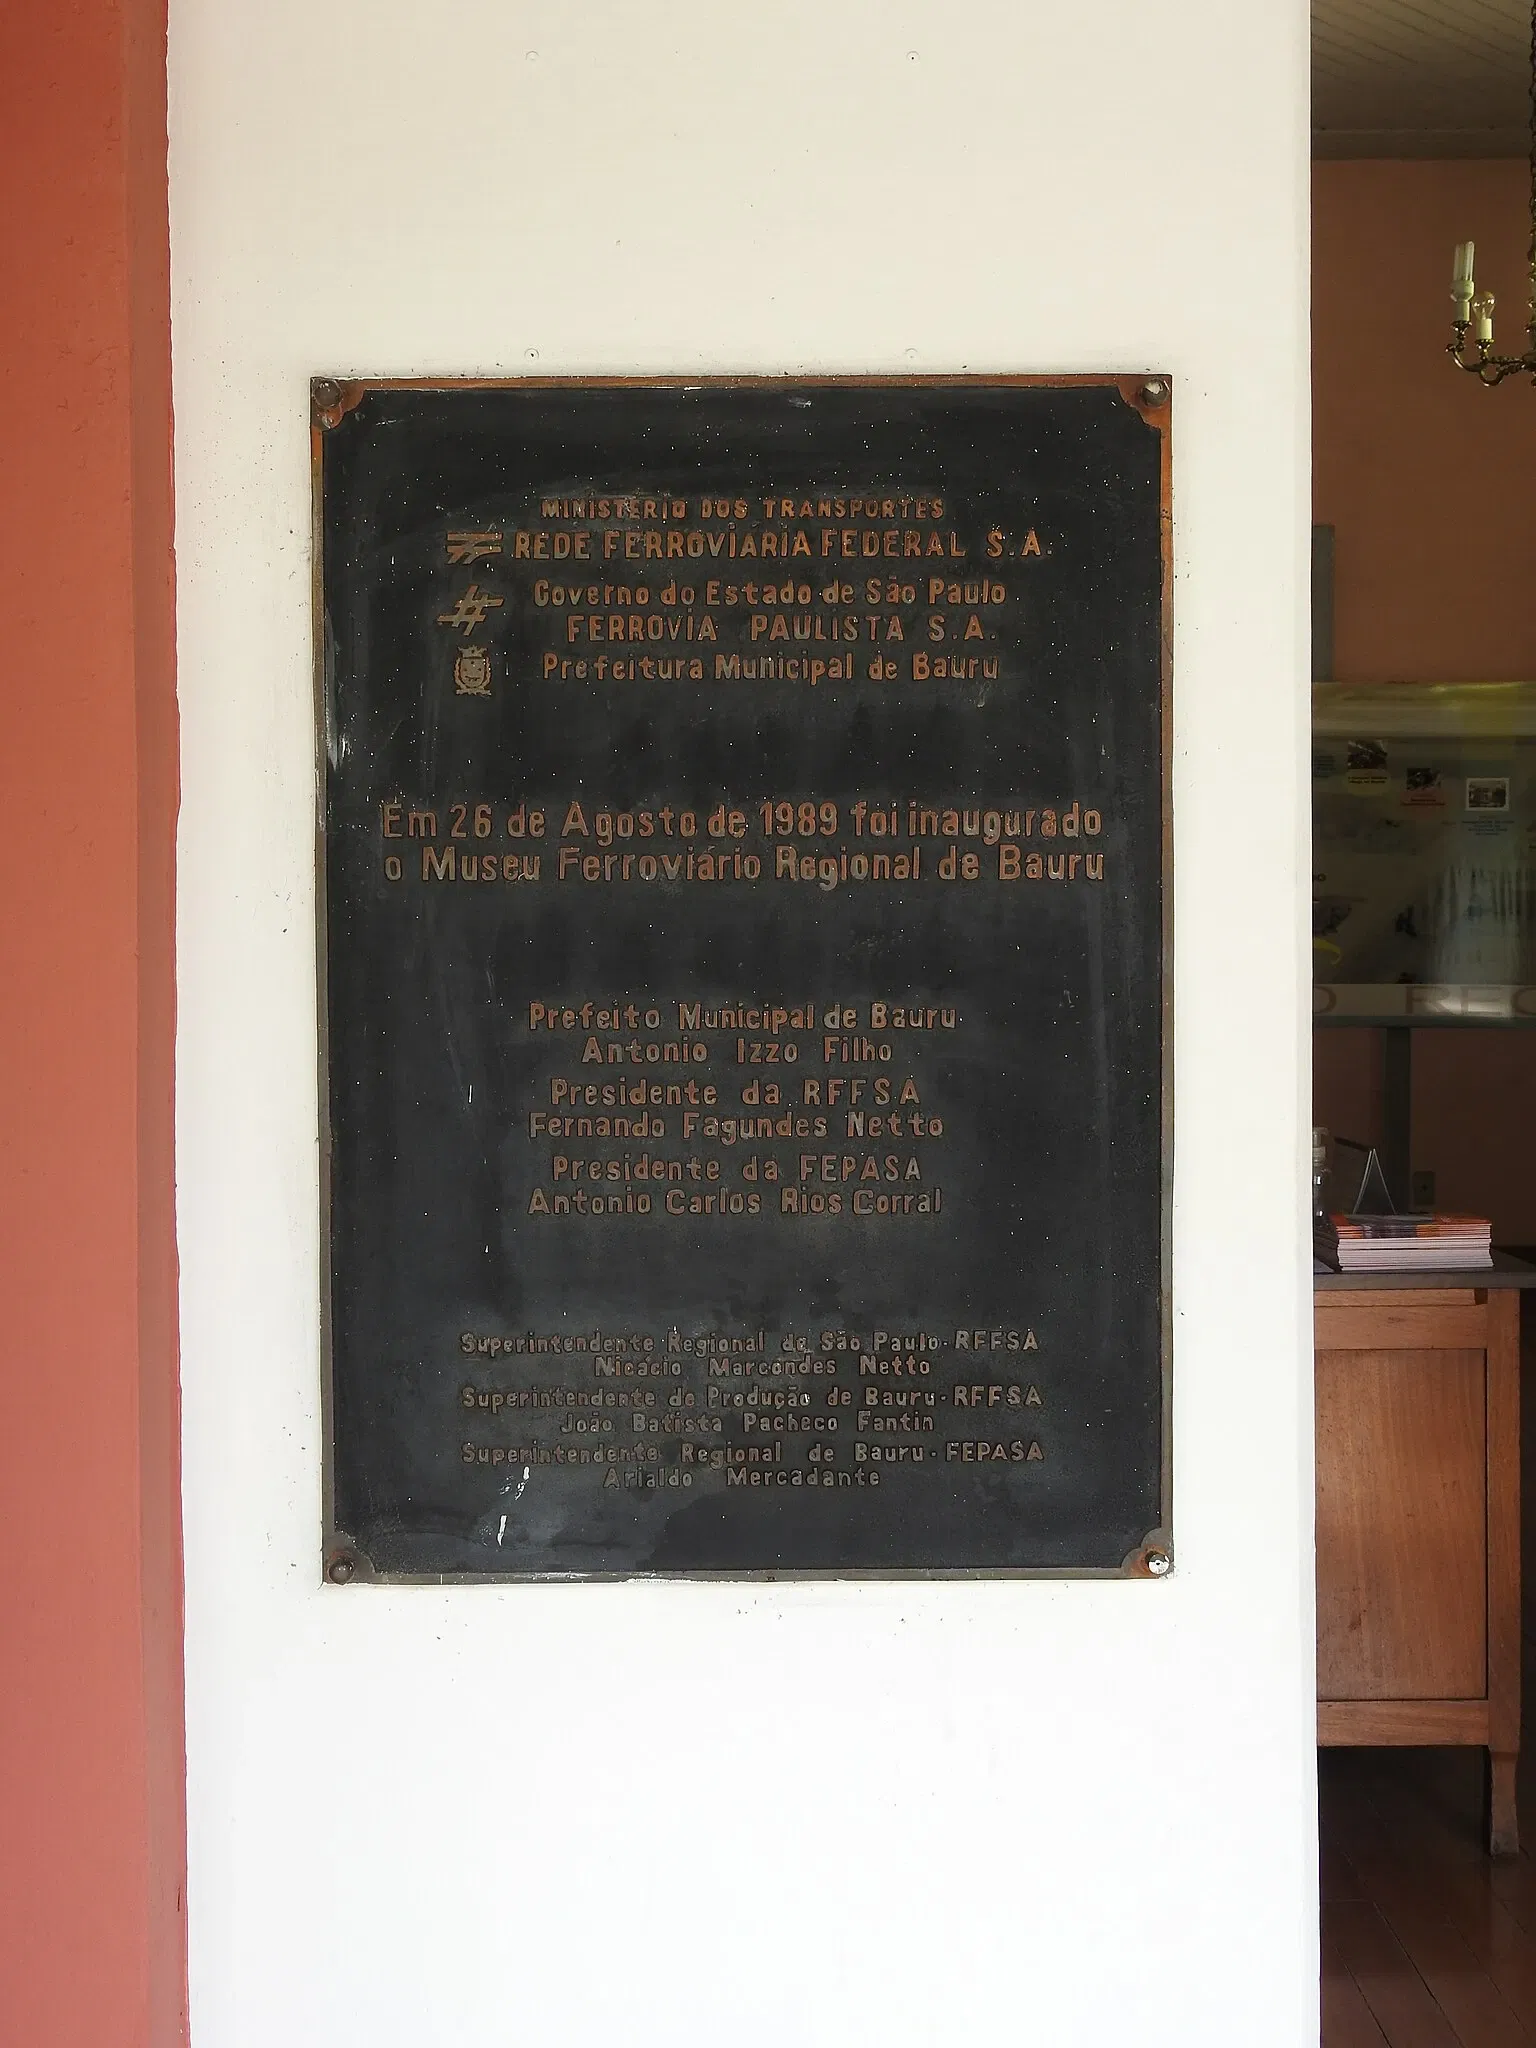 MINISTÉRIO DOS TRANSPORTES
REDE FERROVIÁRIA FEDERAL S.A.
Governo do Estado de São Paulo
FERROVIA PAULISTA S.A.
Prefeitura Municipal de Bauru
Em 26 de Agosto de 1989 foi inaugurado
o Museu Ferroviário Regional de Bauru
Prefeito Municipal de Bauru
Antonio Izzo Filho
Presidente da RFFSA
Fernando Fagundes Netto
Presidente da FEPASA
Antonio Carlos Rios Corral
Superintendente Regional de São Paulo-RFFSA
Nicácio Marcondes Netto
Superintendente de Produção de Bauru-RFFSA
João Batista Pacheco Fantin
Superintendente Regional de Bauru-FEPASA
Arialdo Mercadante